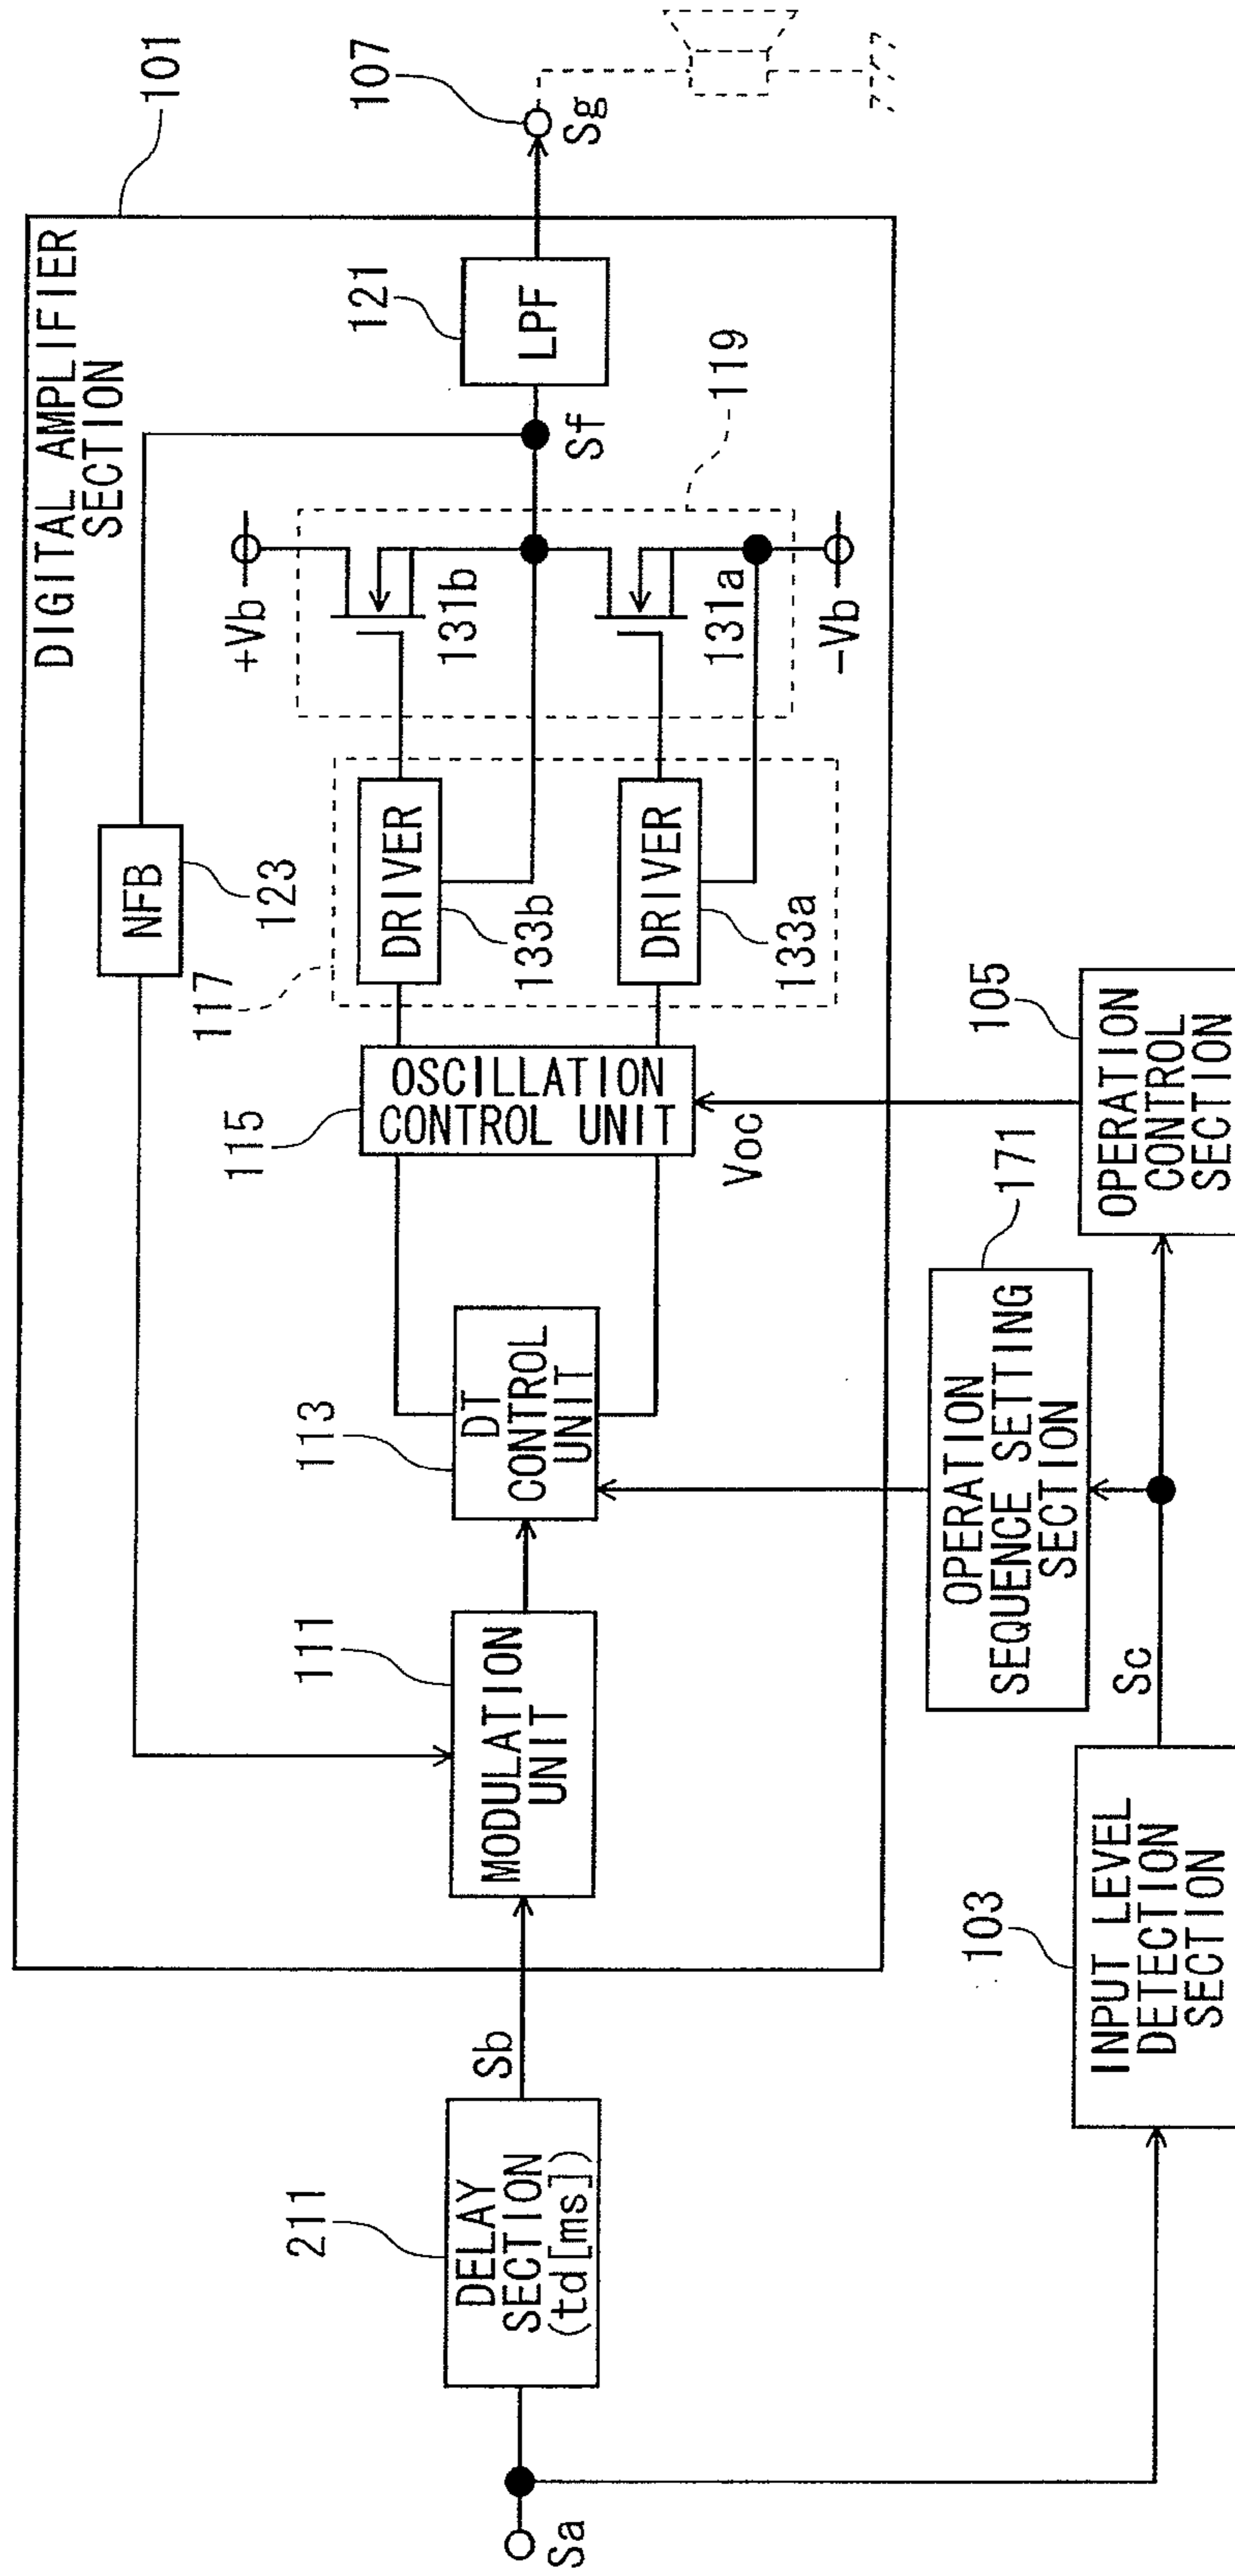 DIGITAL AMPLIFIER
SECTION
101
107
Sg
121
LPF
Sf
119
+Vb
131b
131a
-Vb
NFB
123
117
DRIVER
133b
DRIVER
133a
115
OSCILLATION
CONTROL UNIT
Voc
105
OPERATION
CONTROL
SECTION
113
DT
CONTROL
UNIT
171
OPERATION
SEQUENCE SETTING
SECTION
111
MODULATION
UNIT
Sc
103
INPUT LEVEL
DETECTION
SECTION
Sb
211
DELAY
SECTION
(td[ms])
Sa